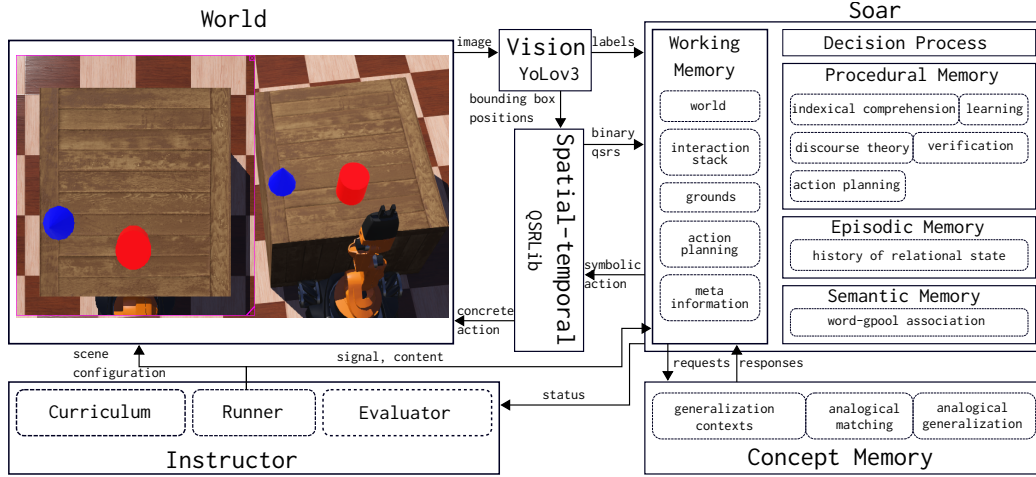 World
image
Vision
YoLov3
labels
bounding box
positions
Spatial-temporal
QSRLib
binary
qsrs
symbolic
action
concrete
action
Soar
Working
Memory
world
interaction
stack
grounds
action
planning
meta
information
Decision Process
Procedural Memory
indexical comprehension
learning
discourse theory
verification
action planning
Episodic Memory
history of relational state
Semantic Memory
word-gpool association
scene
configuration
signal, content
status
requests
responses
Curriculum
Runner
Evaluator
Instructor
generalization
contexts
analogical
matching
analogical
generalization
Concept Memory